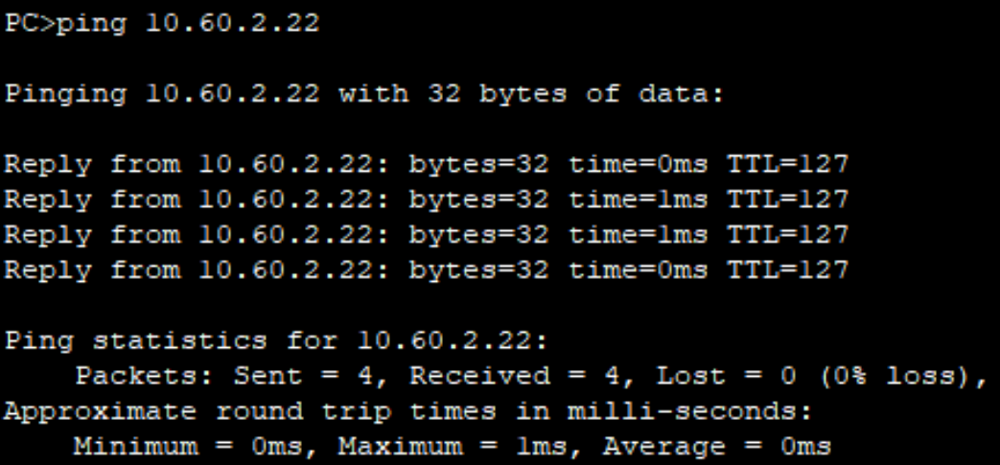 PC>ping 10.60.2.22
Pinging 10.60.2.22 with 32 bytes of data:
Reply from 10.60.2.22: bytes=32 time=0ms TTL=127
Reply from 10.60.2.22: bytes=32 time=1ms TTL=127
Reply from 10.60.2.22: bytes=32 time=1ms TTL=127
Reply from 10.60.2.22: bytes=32 time=0ms TTL=127
Ping statistics for 10.60.2.22:
    Packets: Sent = 4, Received = 4, Lost = 0 (0% loss),
Approximate round trip times in milli-seconds:
    Minimum = 0ms, Maximum = 1ms, Average = 0ms